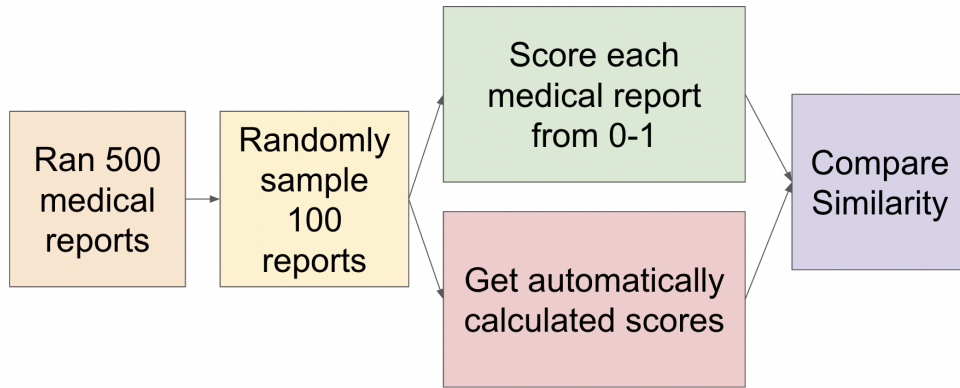 Ran 500
medical
reports
Randomly
sample
100
reports
Score each
medical report
from 0-1
Get automatically
calculated scores
Compare
Similarity